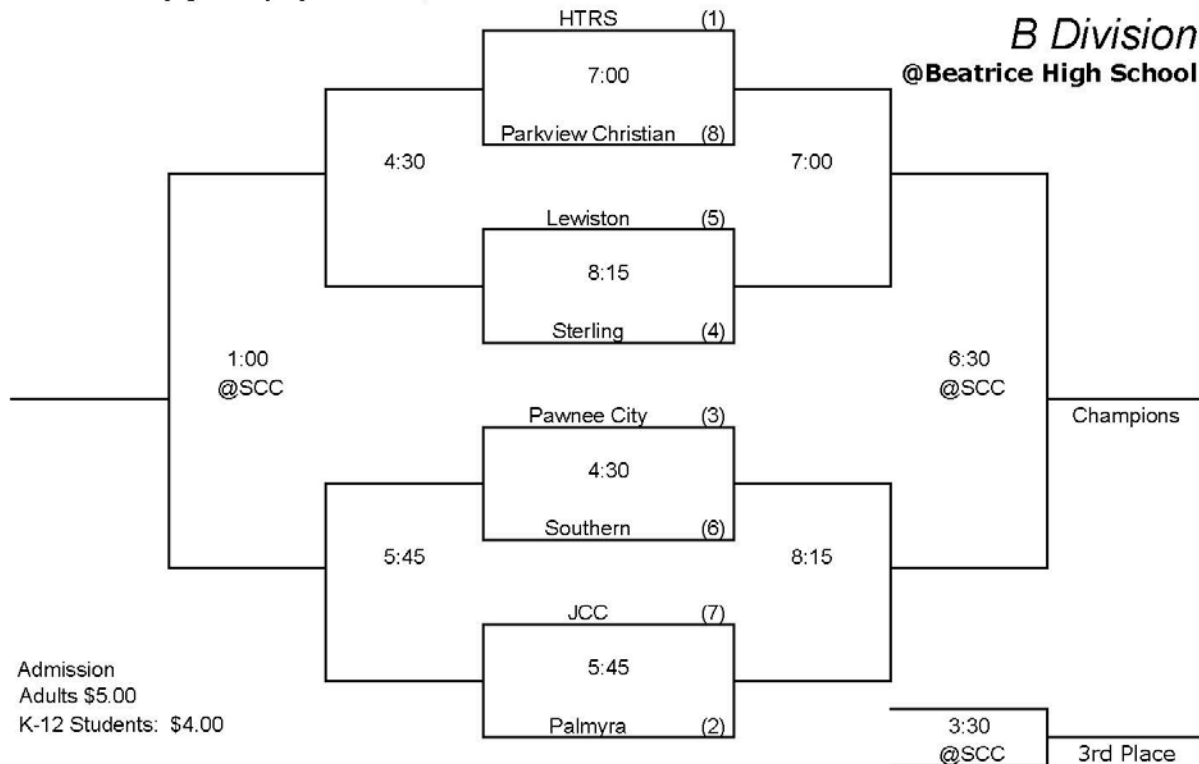 HTRS (1)
B Division
@Beatrice High School
7:00
Parkview Christian (8)
4:30
7:00
Lewiston (5)
8:15
Sterling (4)
1:00
@SCC
6:30
@SCC
Pawnee City (3)
Champions
4:30
Southern (6)
5:45
8:15
JCC (7)
5:45
Palmyra (2)
Admission
Adults $5.00
K-12 Students: $4.00
3:30
@SCC
3rd Place